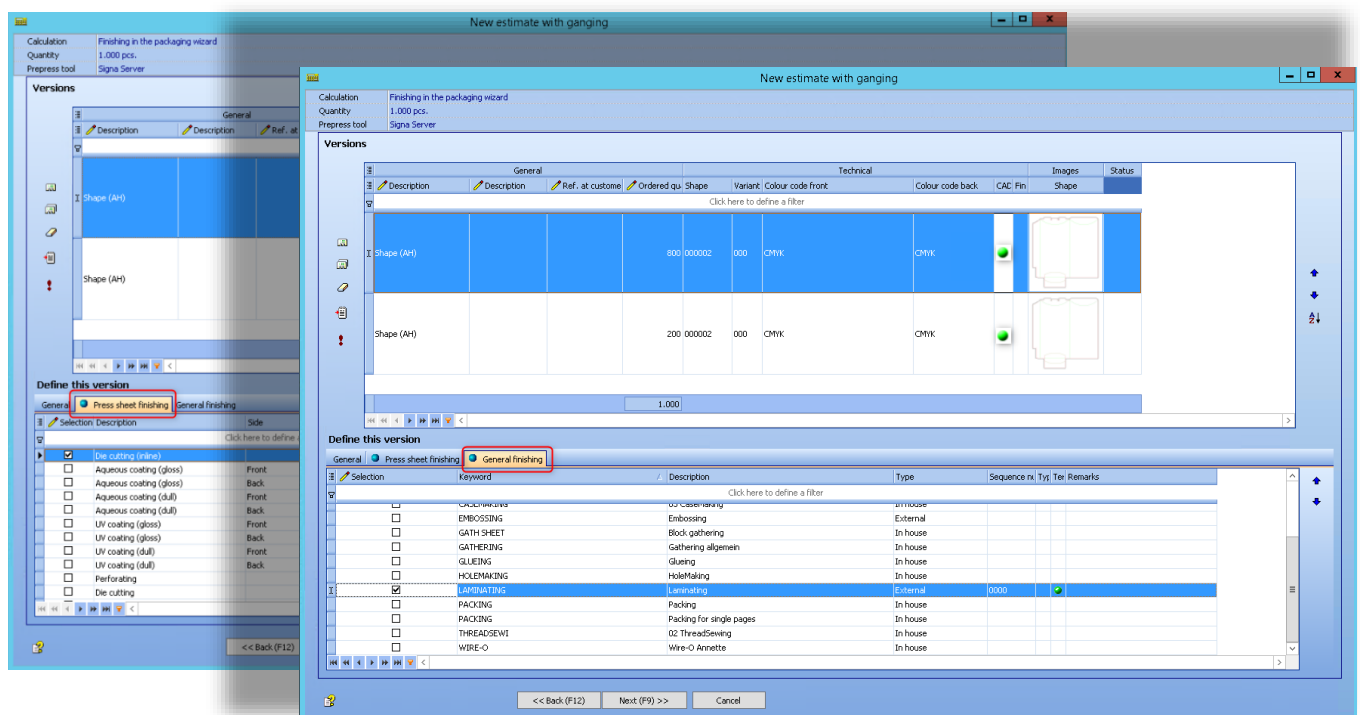 New estimate with ganging
Calculation Finishing in the packaging wizard
Quantity 1.000 pcs.
Prepress tool Signa Server
Versions
General
Description Description Ref. at
Shape (AH)
Shape (AH)
Define this version
General Press sheet finishing General finishing
Selection Description Side
Click here to define a
Die cutting (inline)
Aqueous coating (gloss) Front
Aqueous coating (gloss) Back
Aqueous coating (dull) Front
Aqueous coating (dull) Back
UV coating (gloss) Front
UV coating (gloss) Back
UV coating (dull) Front
UV coating (dull) Back
Perforating
Die cutting
<< Back (F12)
New estimate with ganging
Calculation Finishing in the packaging wizard
Quantity 1.000 pcs.
Prepress tool Signa Server
Versions
General Technical Images Status
Description Description Ref. at custome Ordered qu Shape Variant Colour code front Colour code back CAD Fin Shape
Click here to define a filter
Shape (AH) 800 000002 000 CMYK CMYK
Shape (AH) 200 000002 000 CMYK CMYK
1.000
Define this version
General Press sheet finishing General finishing
Selection Keyword Description Type Sequence nu Typ Ter Remarks
Click here to define a filter
CASEMAKING 03 CaseMaking In house
EMBOSSING Embossing External
GATH SHEET Block gathering In house
GATHERING Gathering allgemein In house
GLUEING Glueing In house
HOLEMAKING HoleMaking In house
LAMINATING Laminating External 0000
PACKING Packing In house
PACKING Packing for single pages In house
THREADSEWI 02 ThreadSewing In house
WIRE-O Wire-O Annette In house
<< Back (F12) Next (F9) >> Cancel